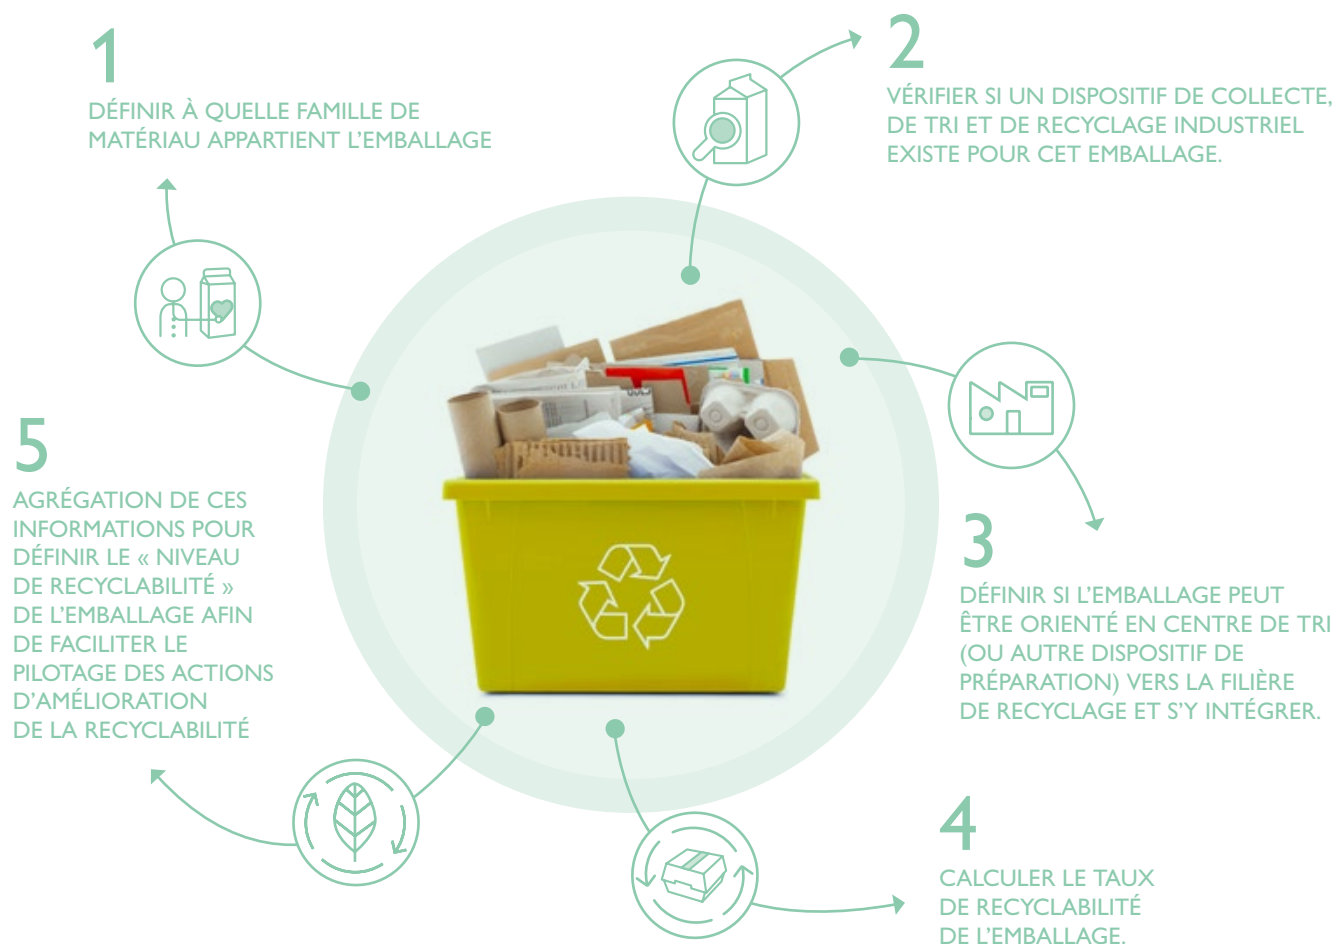 1
DÉFINIR À QUELLE FAMILLE DE
MATÉRIAU APPARTIENT L'EMBALLAGE
2
VÉRIFIER SI UN DISPOSITIF DE COLLECTE,
DE TRI ET DE RECYCLAGE INDUSTRIEL
EXISTE POUR CET EMBALLAGE.
3
DÉFINIR SI L'EMBALLAGE PEUT
ÊTRE ORIENTÉ EN CENTRE DE TRI
(OU AUTRE DISPOSITIF DE
PRÉPARATION) VERS LA FILIÈRE
DE RECYCLAGE ET S'Y INTÉGRER.
4
CALCULER LE TAUX
DE RECYCLABILITÉ
DE L'EMBALLAGE.
5
AGRÉGATION DE CES
INFORMATIONS POUR
DÉFINIR LE « NIVEAU
DE RECYCLABILITÉ »
DE L'EMBALLAGE AFIN
DE FACILITER LE
PILOTAGE DES ACTIONS
D'AMÉLIORATION
DE LA RECYCLABILITÉ